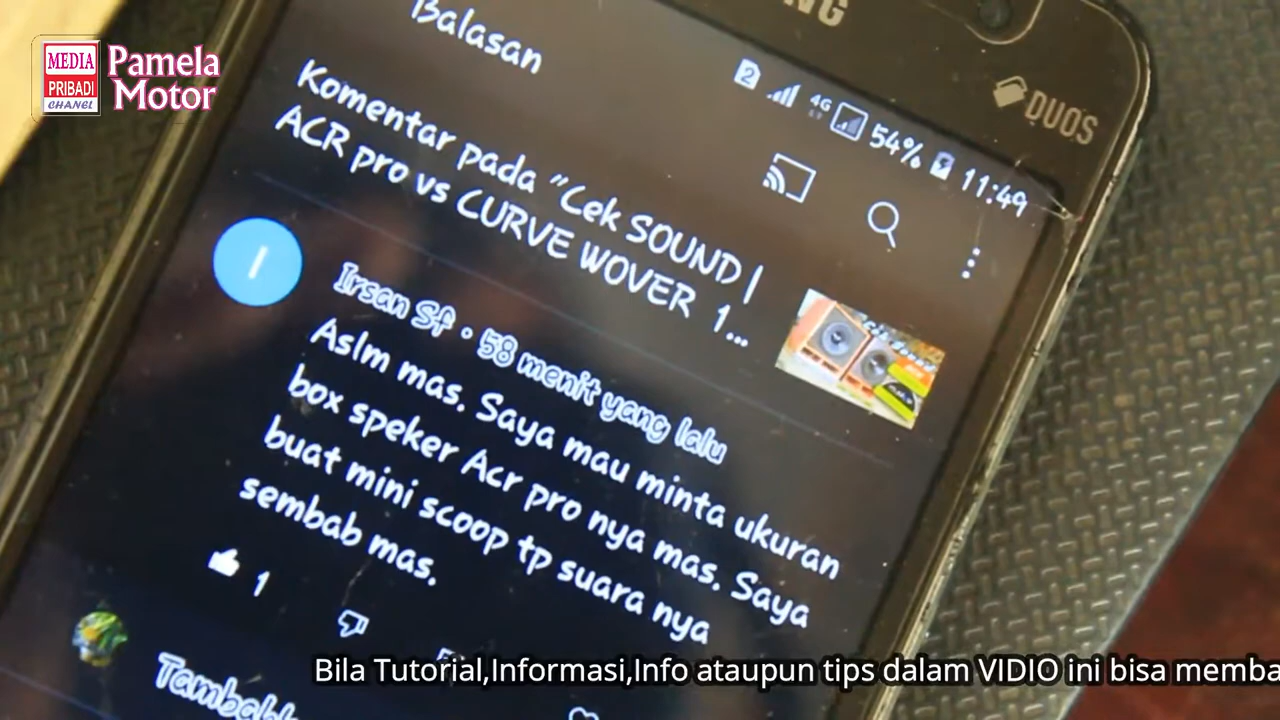 MEDIA
PRIBADI
CHANEL
Pamela
Motor
DUOS
2 4G 54% 11:49
Balasan
Komentar pada "Cek SOUND |
ACR pro vs CURVE WOVER 1...
I
Irsan Sf • 58 menit yang lalu
Aslm mas. Saya mau minta ukuran
box speker Acr pro nya mas. Saya
buat mini scoop tp suara nya
sembab mas.
1
Bila Tutorial,Informasi,Info ataupun tips dalam VIDIO ini bisa memba